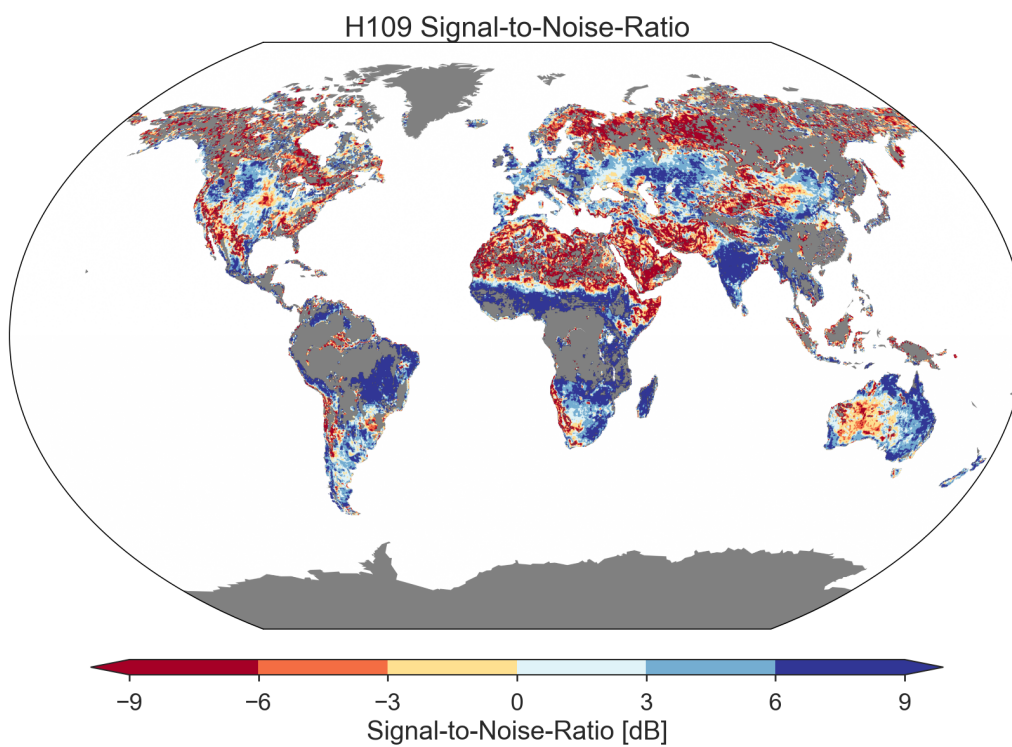 H109 Signal-to-Noise-Ratio
−9 −6 −3 0 3 6 9
Signal-to-Noise-Ratio [dB]